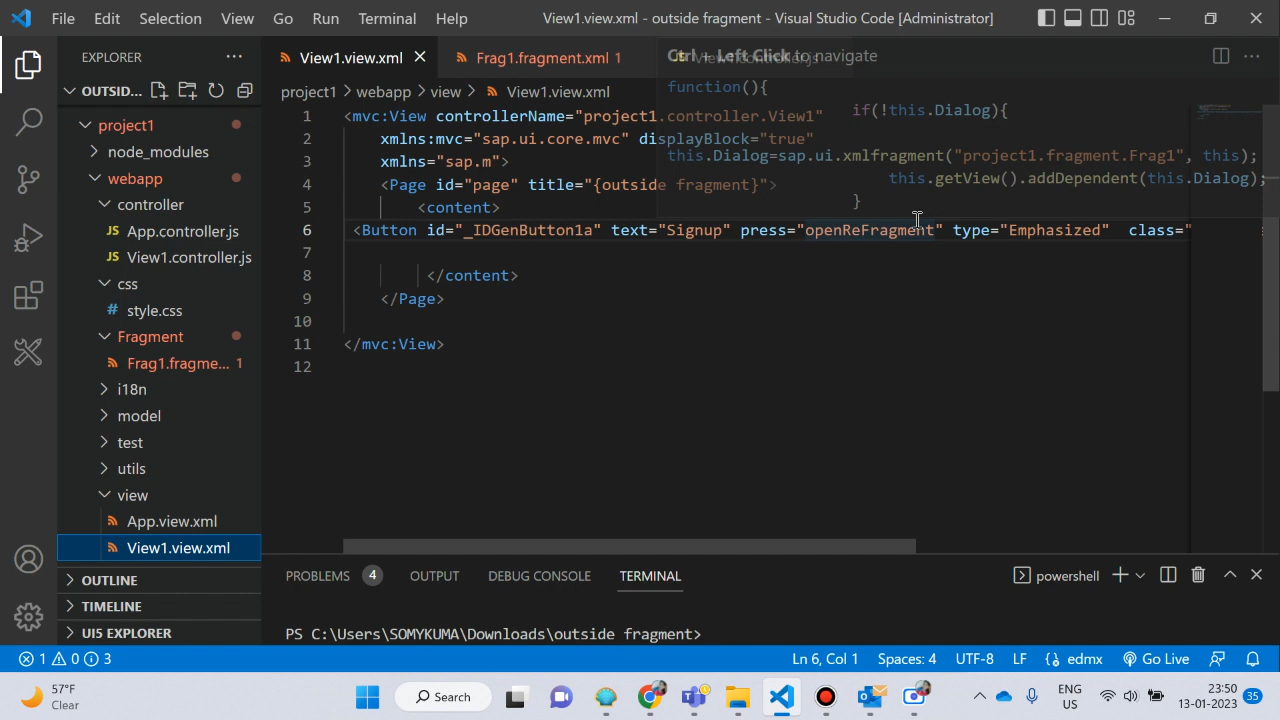 File Edit Selection View Go Run Terminal Help View1.view.xml - outside fragment - Visual Studio Code [Administrator]
EXPLORER
View1.view.xml
Frag1.fragment.xml 1
Ctrl + Left Click to navigate
OUTSID...
project1 > webapp > view > View1.view.xml
function(){
if(!this.Dialog){
this.Dialog=sap.ui.xmlfragment("project1.fragment.Frag1", this);
this.getView().addDependent(this.Dialog);
}
project1
node_modules
webapp
controller
App.controller.js
View1.controller.js
css
style.css
Fragment
Frag1.fragme... 1
i18n
model
test
utils
view
App.view.xml
View1.view.xml
OUTLINE
TIMELINE
UI5 EXPLORER
1 <mvc:View controllerName="project1.controller.View1"
2 xmlns:mvc="sap.ui.core.mvc" displayBlock="true"
3 xmlns="sap.m">
4 <Page id="page" title="{outside fragment}">
5 <content>
6 <Button id="_IDGenButton1a" text="Signup" press="openReFragment" type="Emphasized" class="
7
8 </content>
9 </Page>
10
11 </mvc:View>
12
PROBLEMS 4 OUTPUT DEBUG CONSOLE TERMINAL powershell
PS C:\Users\SOMYKUMA\Downloads\outside fragment>
1 0 3 Ln 6, Col 1 Spaces: 4 UTF-8 LF edmx Go Live
57°F
Clear
Search
ENG
US
23:50
13-01-2023
35